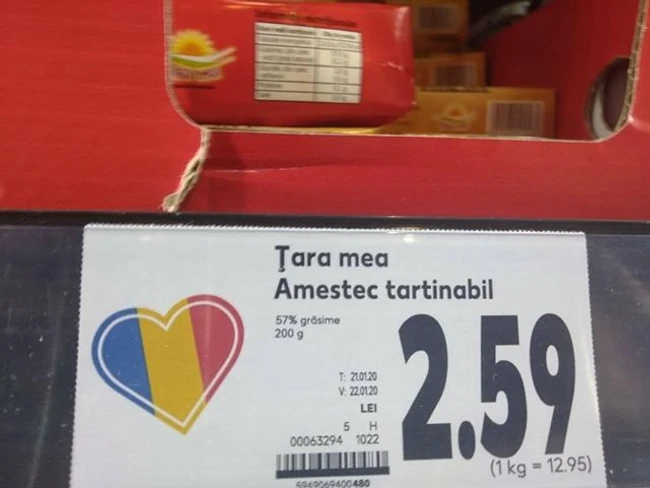 Ţara mea
Amestec tartinabil
57% grăsime
200 g
T: 21.01.20
V: 22.01.20
LEI
5 H
00063294 1022
2.59
(1 kg = 12.95)
5949069400480